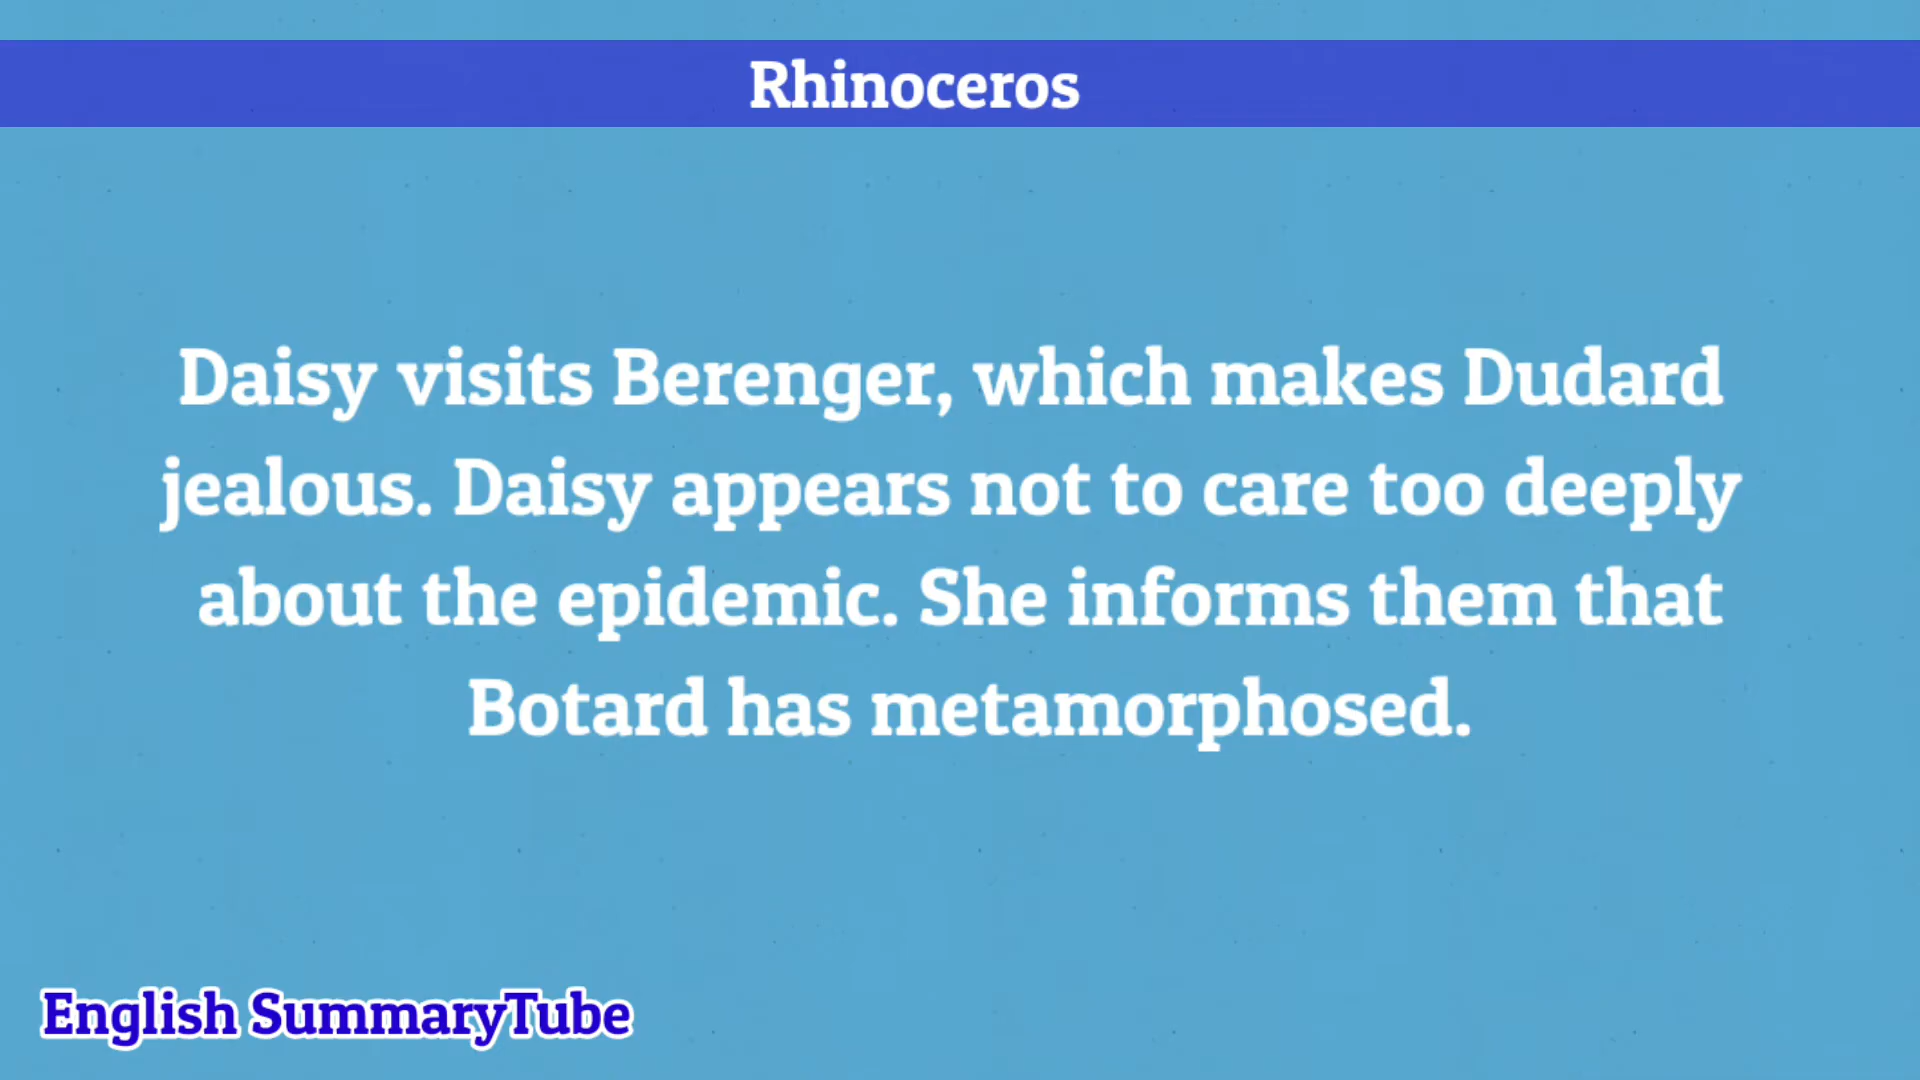 Rhinoceros
Daisy visits Berenger, which makes Dudard
jealous. Daisy appears not to care too deeply
about the epidemic. She informs them that
Botard has metamorphosed.
English SummaryTube